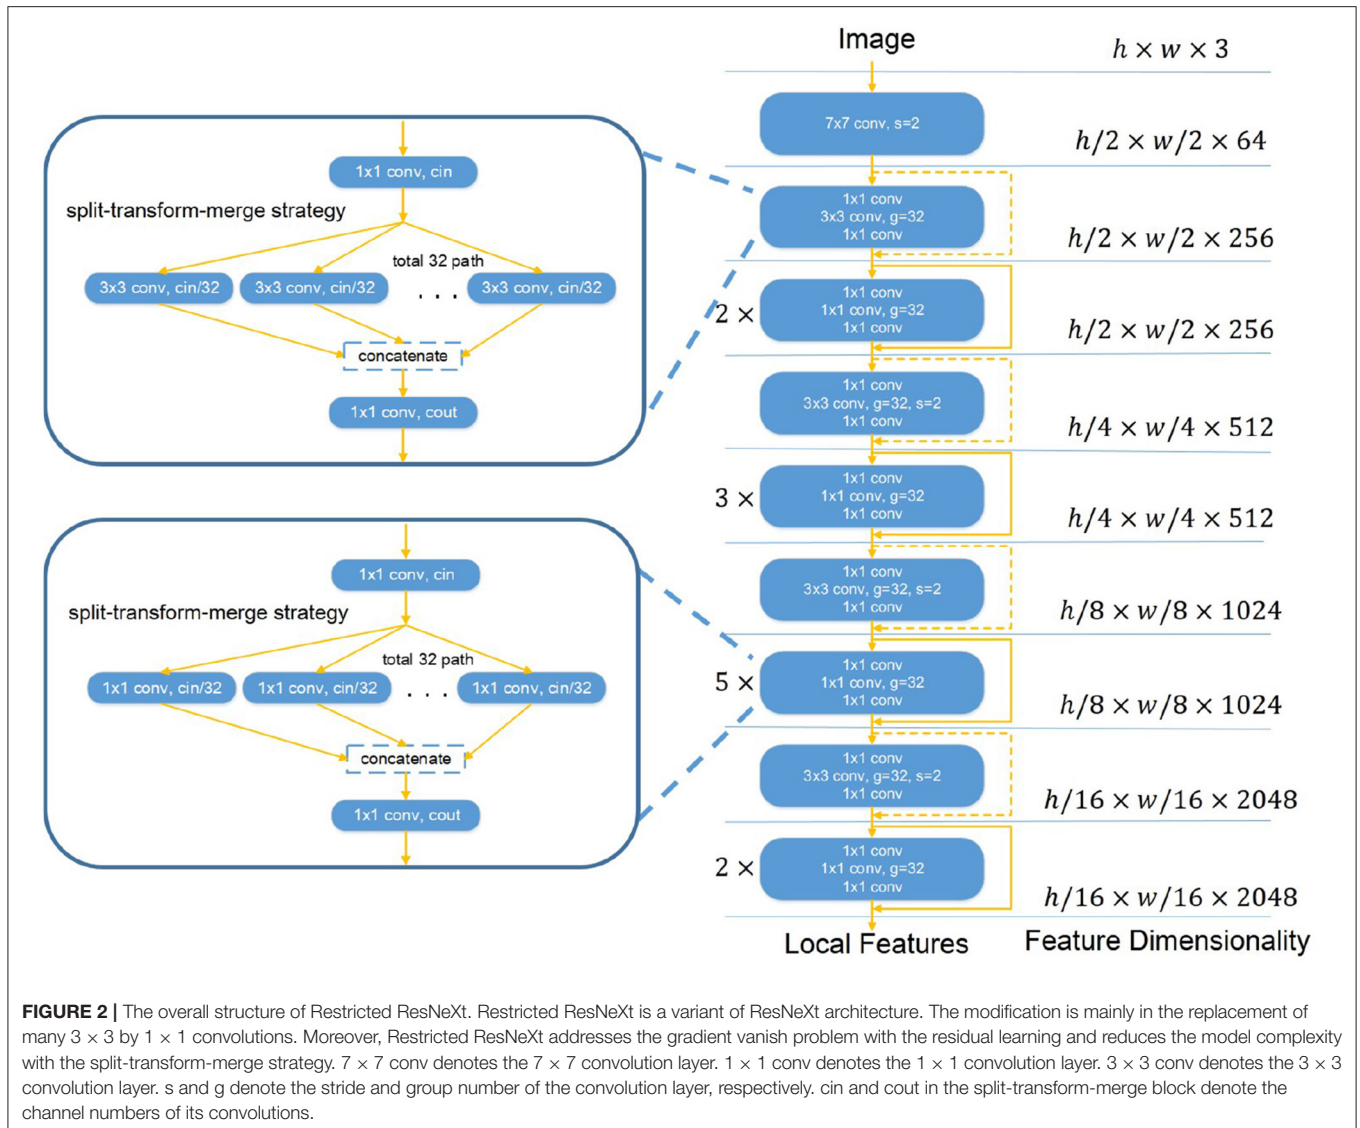 Image
h × w × 3
7x7 conv, s=2
h/2 × w/2 × 64
1x1 conv
3x3 conv, g=32
1x1 conv
h/2 × w/2 × 256
2 ×
1x1 conv
1x1 conv, g=32
1x1 conv
h/2 × w/2 × 256
1x1 conv
3x3 conv, g=32, s=2
1x1 conv
h/4 × w/4 × 512
3 ×
1x1 conv
1x1 conv, g=32
1x1 conv
h/4 × w/4 × 512
1x1 conv
3x3 conv, g=32, s=2
1x1 conv
h/8 × w/8 × 1024
5 ×
1x1 conv
1x1 conv, g=32
1x1 conv
h/8 × w/8 × 1024
1x1 conv
3x3 conv, g=32, s=2
1x1 conv
h/16 × w/16 × 2048
2 ×
1x1 conv
1x1 conv, g=32
1x1 conv
h/16 × w/16 × 2048
Local Features
Feature Dimensionality
1x1 conv, cin
split-transform-merge strategy
total 32 path
3x3 conv, cin/32
3x3 conv, cin/32
. . .
3x3 conv, cin/32
concatenate
1x1 conv, cout
1x1 conv, cin
split-transform-merge strategy
total 32 path
1x1 conv, cin/32
1x1 conv, cin/32
. . .
1x1 conv, cin/32
concatenate
1x1 conv, cout
FIGURE 2 | The overall structure of Restricted ResNeXt. Restricted ResNeXt is a variant of ResNeXt architecture. The modification is mainly in the replacement of
many 3 × 3 by 1 × 1 convolutions. Moreover, Restricted ResNeXt addresses the gradient vanish problem with the residual learning and reduces the model complexity
with the split-transform-merge strategy. 7 × 7 conv denotes the 7 × 7 convolution layer. 1 × 1 conv denotes the 1 × 1 convolution layer. 3 × 3 conv denotes the 3 × 3
convolution layer. s and g denote the stride and group number of the convolution layer, respectively. cin and cout in the split-transform-merge block denote the
channel numbers of its convolutions.